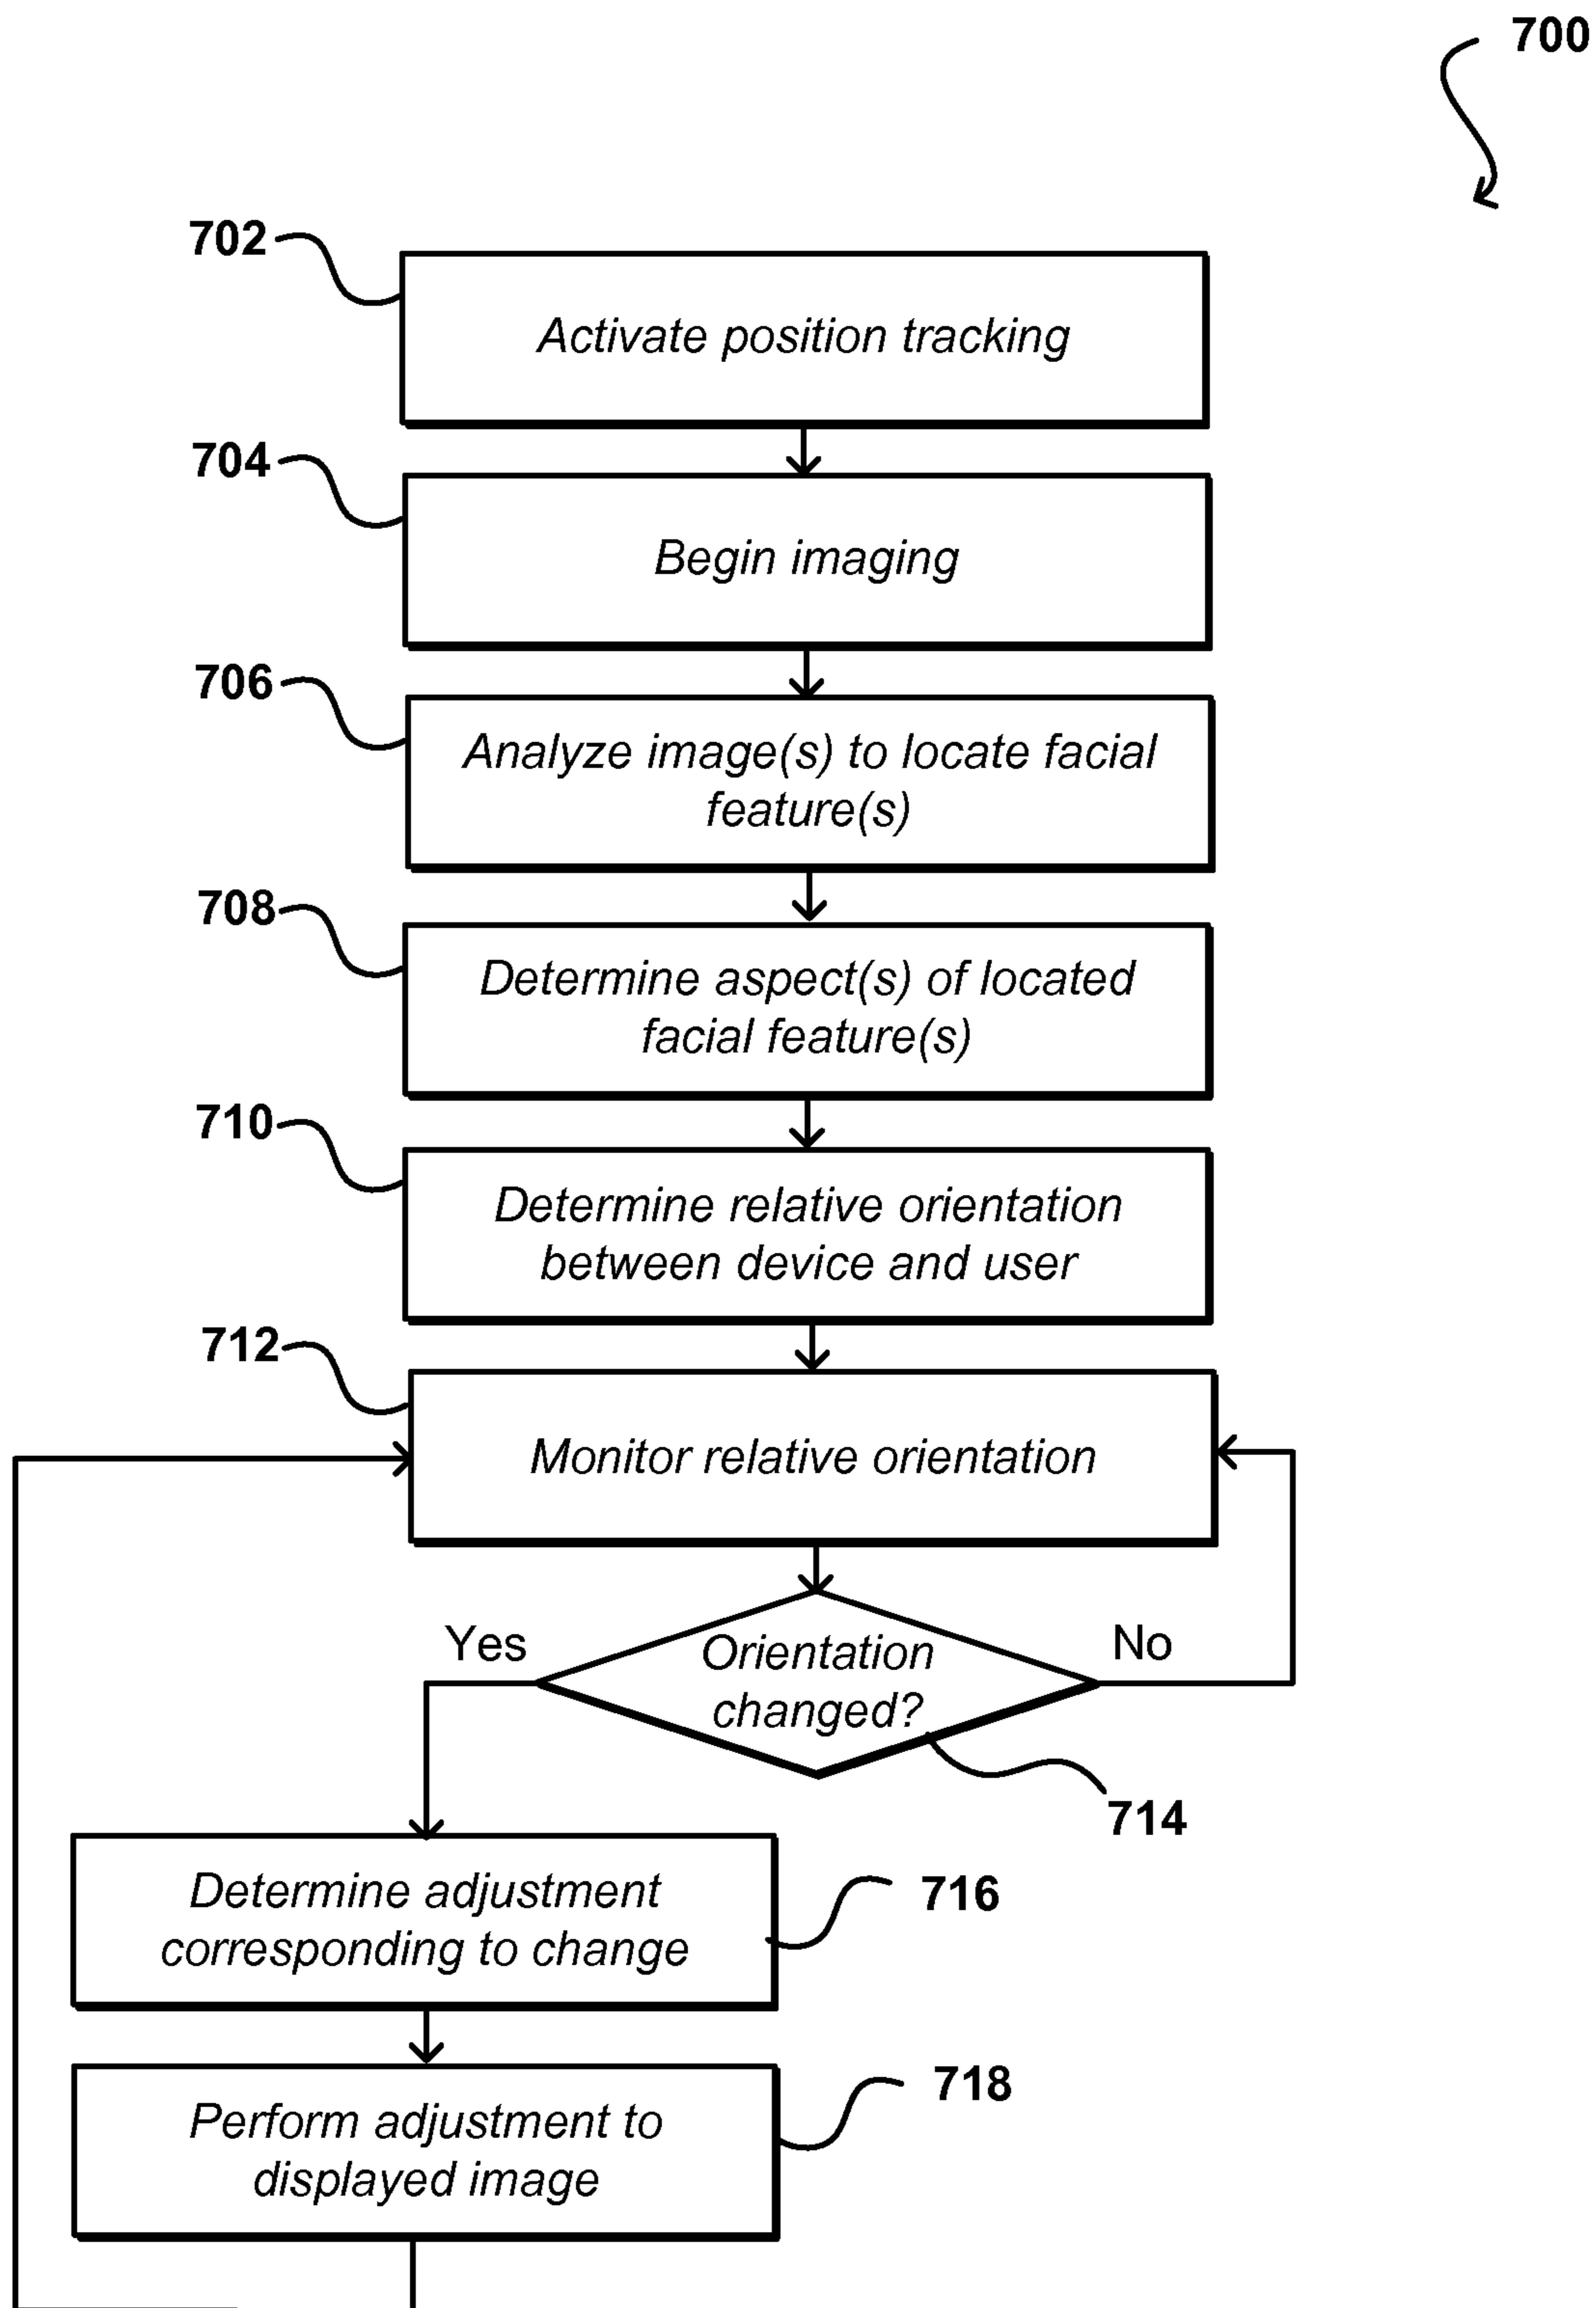 700
702
Activate position tracking
704
Begin imaging
706
Analyze image(s) to locate facial
feature(s)
708
Determine aspect(s) of located
facial feature(s)
710
Determine relative orientation
between device and user
712
Monitor relative orientation
Yes
Orientation
changed?
No
714
Determine adjustment
corresponding to change
716
Perform adjustment to
displayed image
718